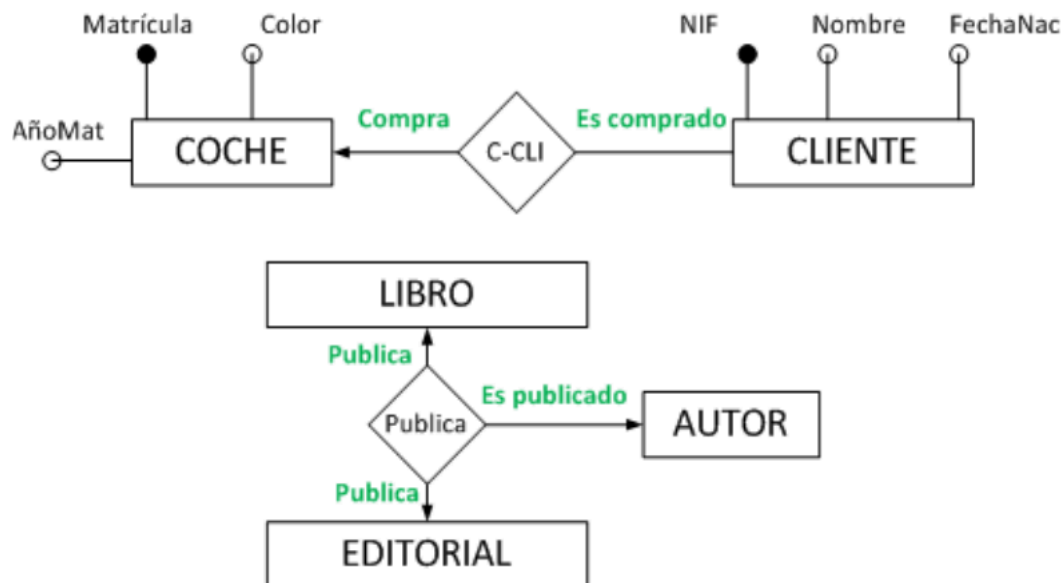 Matrícula
Color
NIF
Nombre
FechaNac
AñoMat
COCHE
Compra
C-CLI
Es comprado
CLIENTE
LIBRO
Publica
Publica
Es publicado
AUTOR
Publica
EDITORIAL